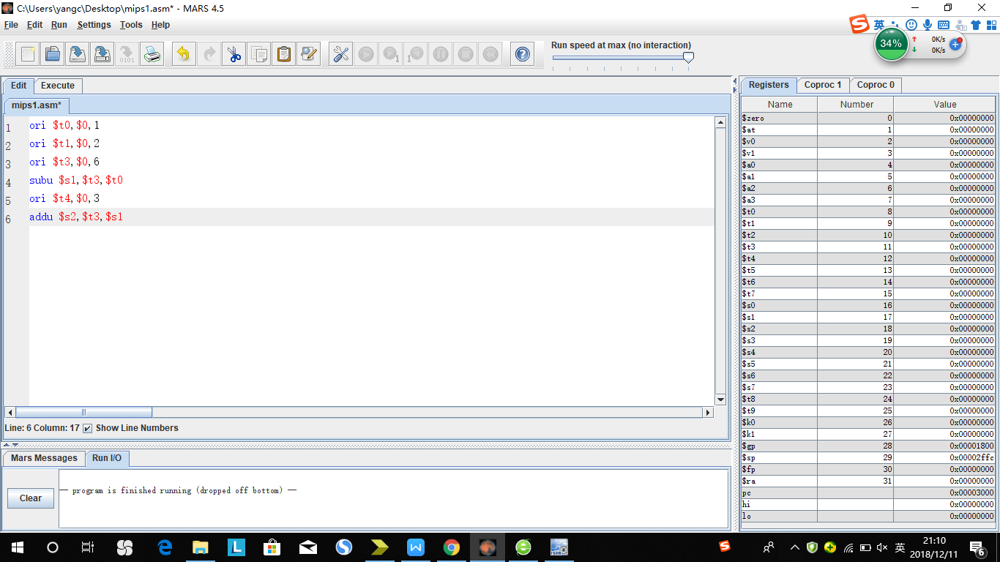 C:\Users\yangc\Desktop\mips1.asm* - MARS 4.5
File Edit Run Settings Tools Help
英
34%
0K/s
0K/s
Run speed at max (no interaction)
Edit Execute
mips1.asm*
1 ori $t0,$0,1
2 ori $t1,$0,2
3 ori $t3,$0,6
4 subu $s1,$t3,$t0
5 ori $t4,$0,3
6 addu $s2,$t3,$s1
Line: 6 Column: 17 Show Line Numbers
Mars Messages Run I/O
Clear
— program is finished running (dropped off bottom) —
Registers Coproc 1 Coproc 0
Name Number Value
$zero 0 0x00000000
$at 1 0x00000000
$v0 2 0x00000000
$v1 3 0x00000000
$a0 4 0x00000000
$a1 5 0x00000000
$a2 6 0x00000000
$a3 7 0x00000000
$t0 8 0x00000000
$t1 9 0x00000000
$t2 10 0x00000000
$t3 11 0x00000000
$t4 12 0x00000000
$t5 13 0x00000000
$t6 14 0x00000000
$t7 15 0x00000000
$s0 16 0x00000000
$s1 17 0x00000000
$s2 18 0x00000000
$s3 19 0x00000000
$s4 20 0x00000000
$s5 21 0x00000000
$s6 22 0x00000000
$s7 23 0x00000000
$t8 24 0x00000000
$t9 25 0x00000000
$k0 26 0x00000000
$k1 27 0x00000000
$gp 28 0x00001800
$sp 29 0x00002ffc
$fp 30 0x00000000
$ra 31 0x00000000
pc 0x00003000
hi 0x00000000
lo 0x00000000
英
21:10
2018/12/11
6